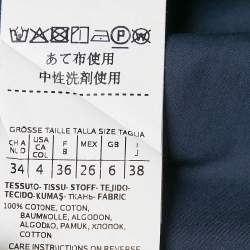 あて布使用
中性洗剤使用
GRÖSSE TAILLE TALLA SIZE TAGLIA
CH A NL D USA CA F B MEX GB I J
34 4 36 26 6 38
TESSUTO-TISSU-STOFF-TEJIDO-
TECIDO-KUMAŞ-ТКАНЬ-FABRIC
100% COTONE, COTON,
BAUMWOLLE, ALGODON,
ALGODÃO, PAMUK, ХЛОПОК,
COTTON
CARE INSTRUCTIONS ON REVERSE